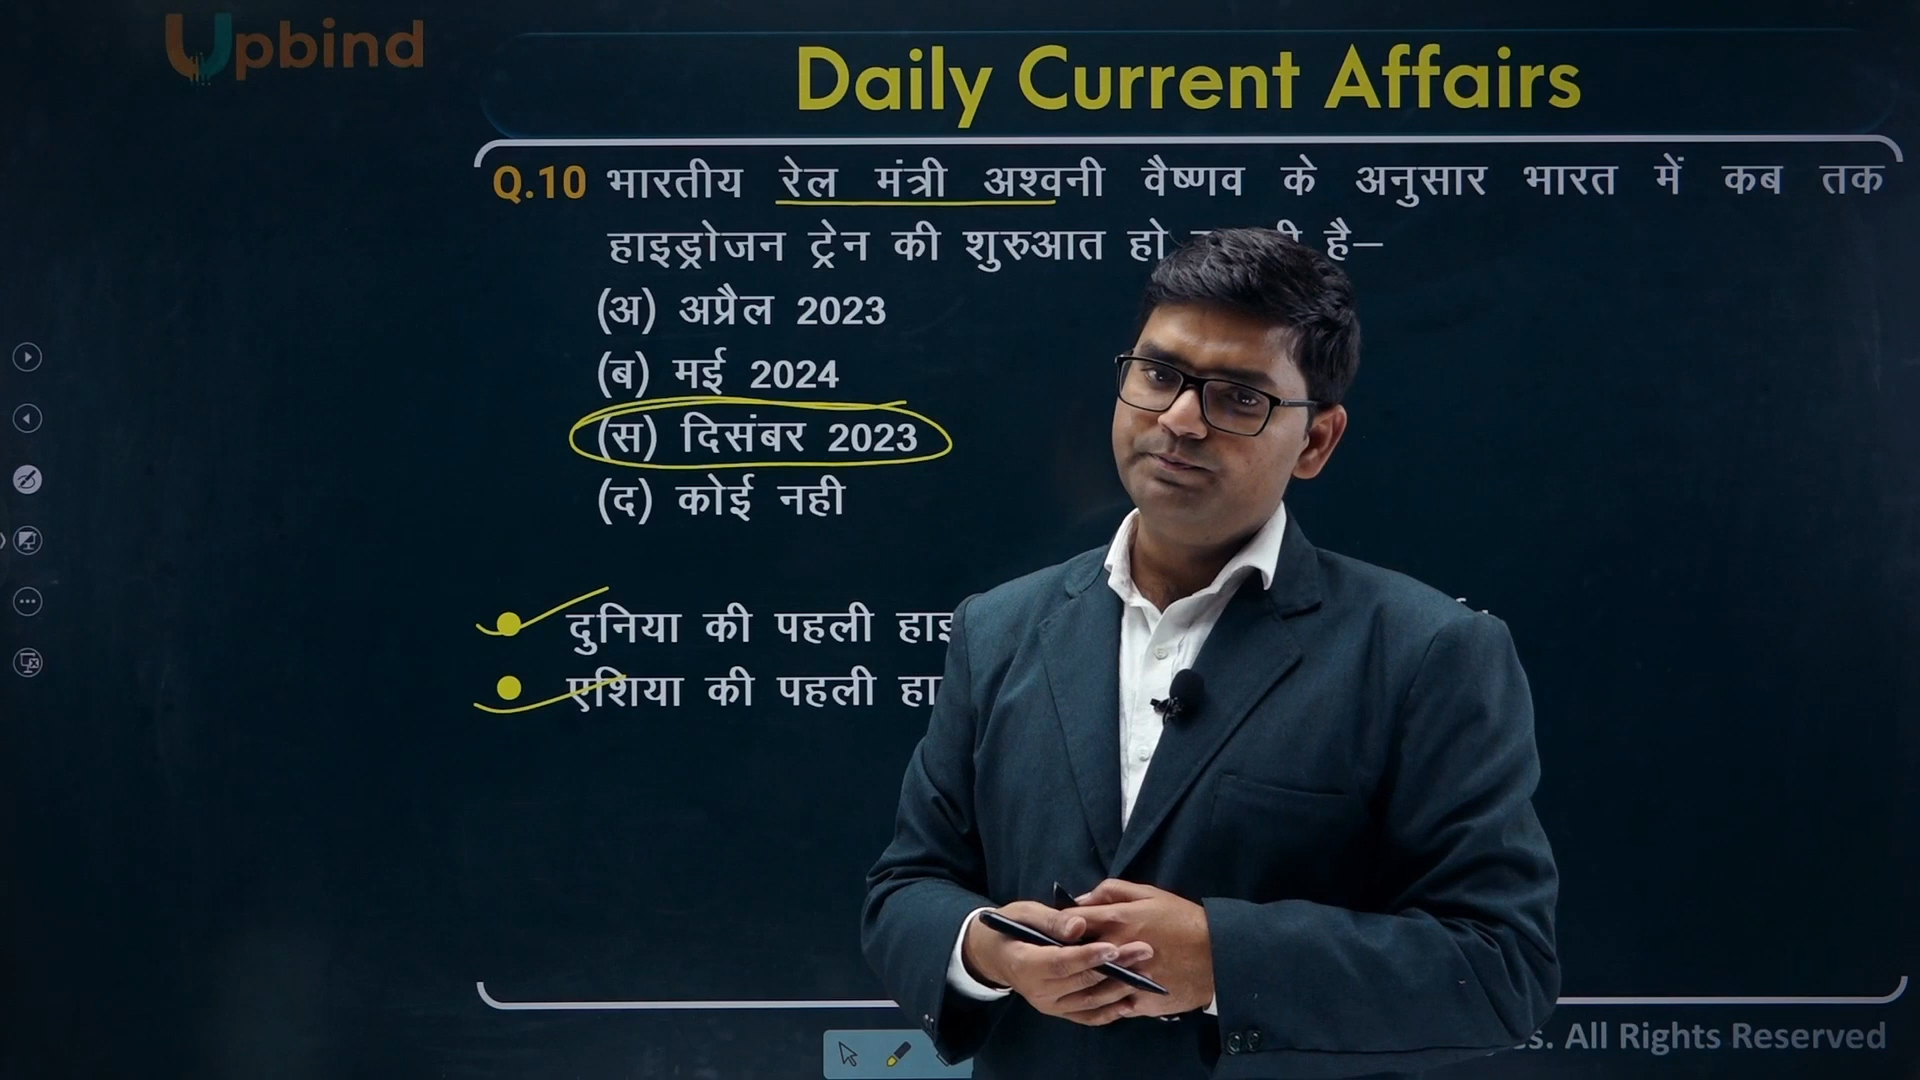 Upbind
Daily Current Affairs
Q.10 भारतीय रेल मंत्री अश्वनी वैष्णव के अनुसार भारत में कब तक
हाइड्रोजन ट्रेन की शुरुआत हो है–
(अ) अप्रैल 2023
(ब) मई 2024
(स) दिसंबर 2023
(द) कोई नही
दुनिया की पहली
एशिया की पहली
All Rights Reserved